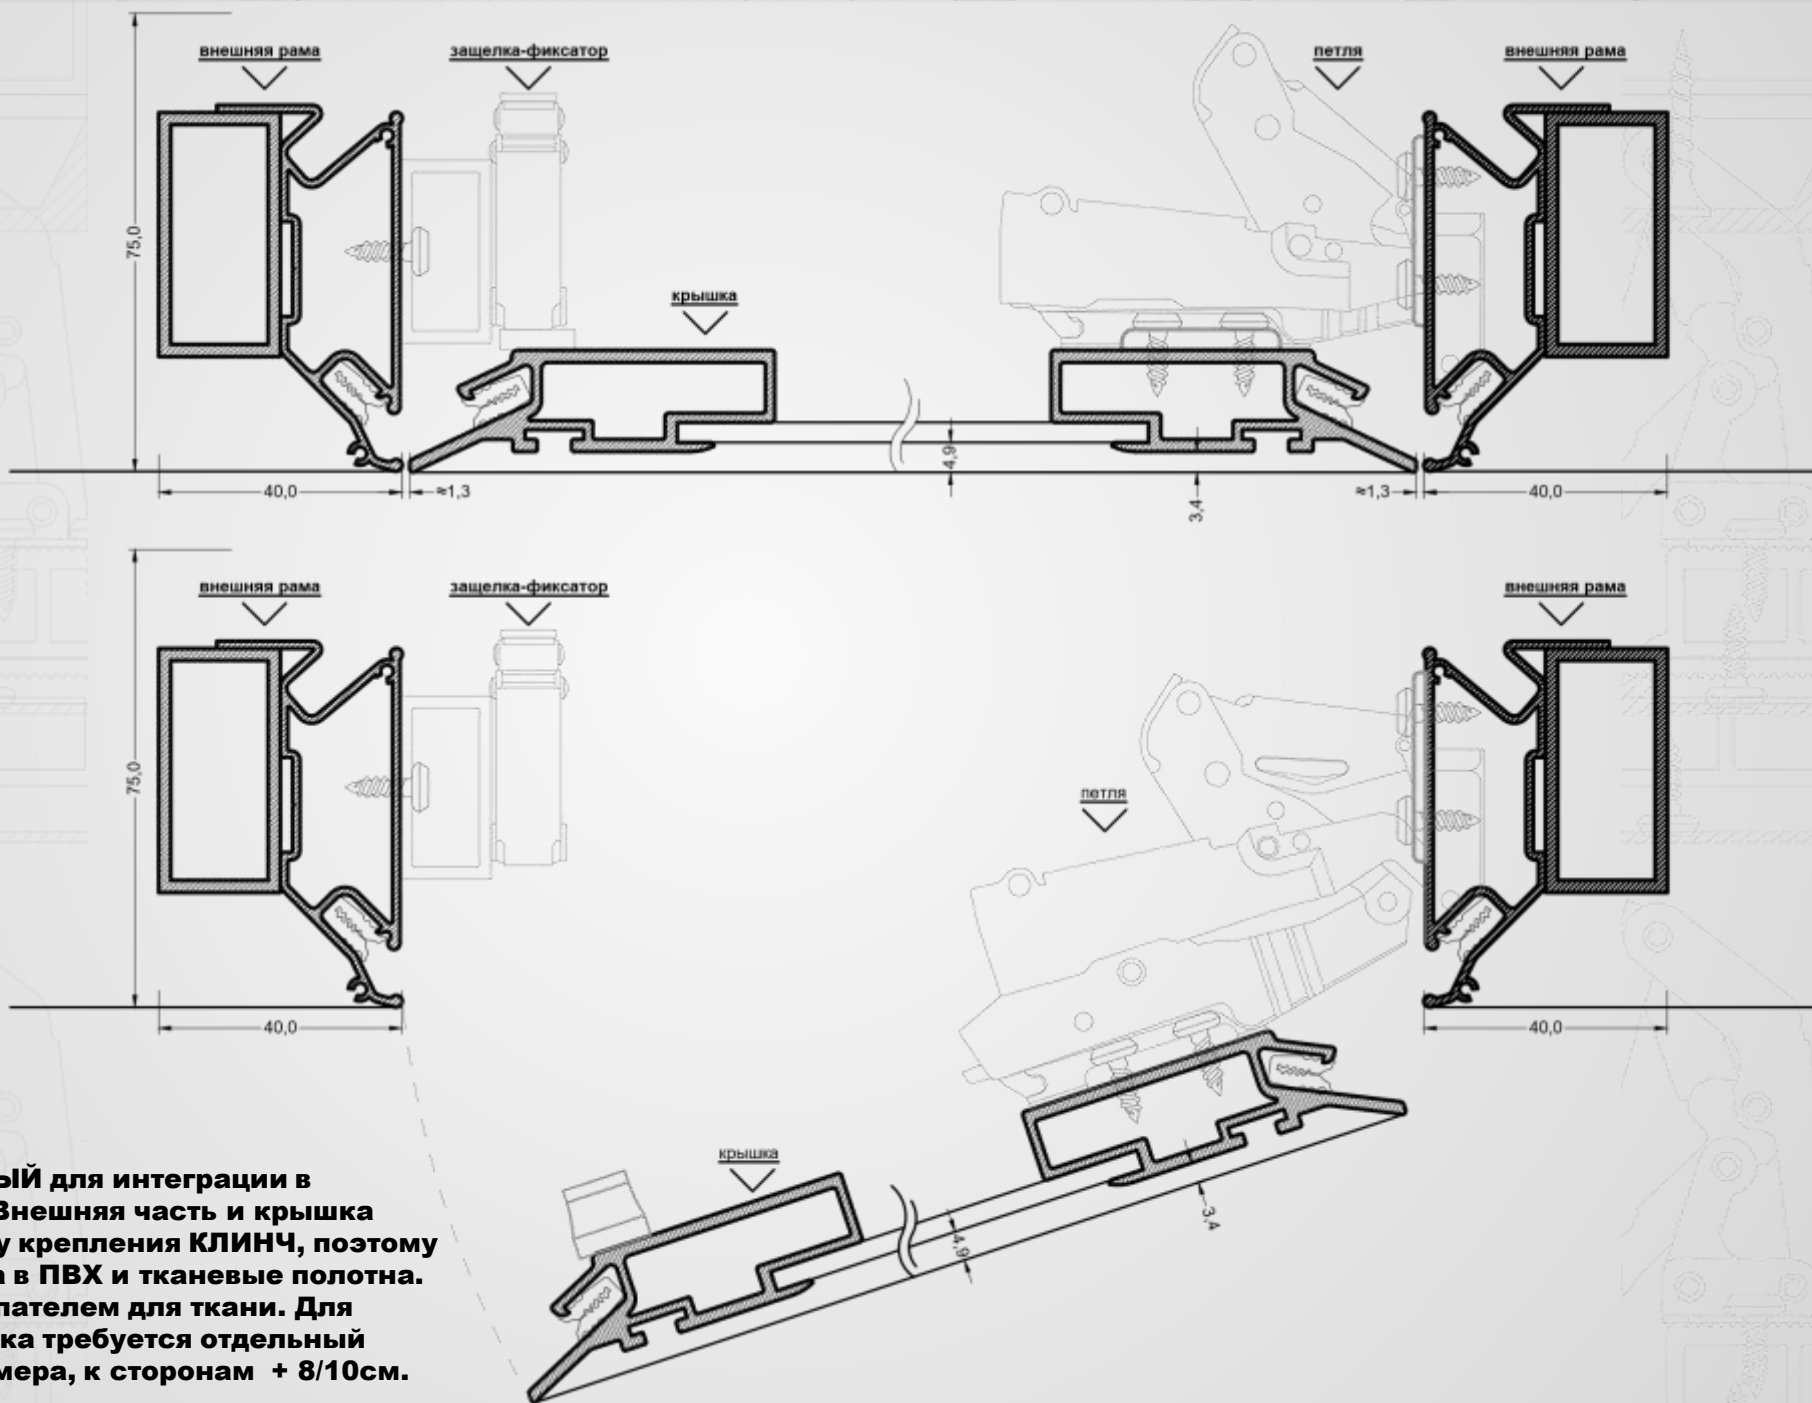 внешняя рама
защелка-фиксатор
петля
внешняя рама
75,0
крышка
4,9
40,0
≈1,3
3,4
≈1,3
40,0
внешняя рама
защелка-фиксатор
внешняя рама
75,0
петля
40,0
40,0
крышка
3,4
4,9
ЫЙ для интеграции в
Внешняя часть и крышка
у крепления КЛИНЧ, поэтому
а в ПВХ и тканевые полотна.
пателем для ткани. Для
ка требуется отдельный
мера, к сторонам + 8/10см.